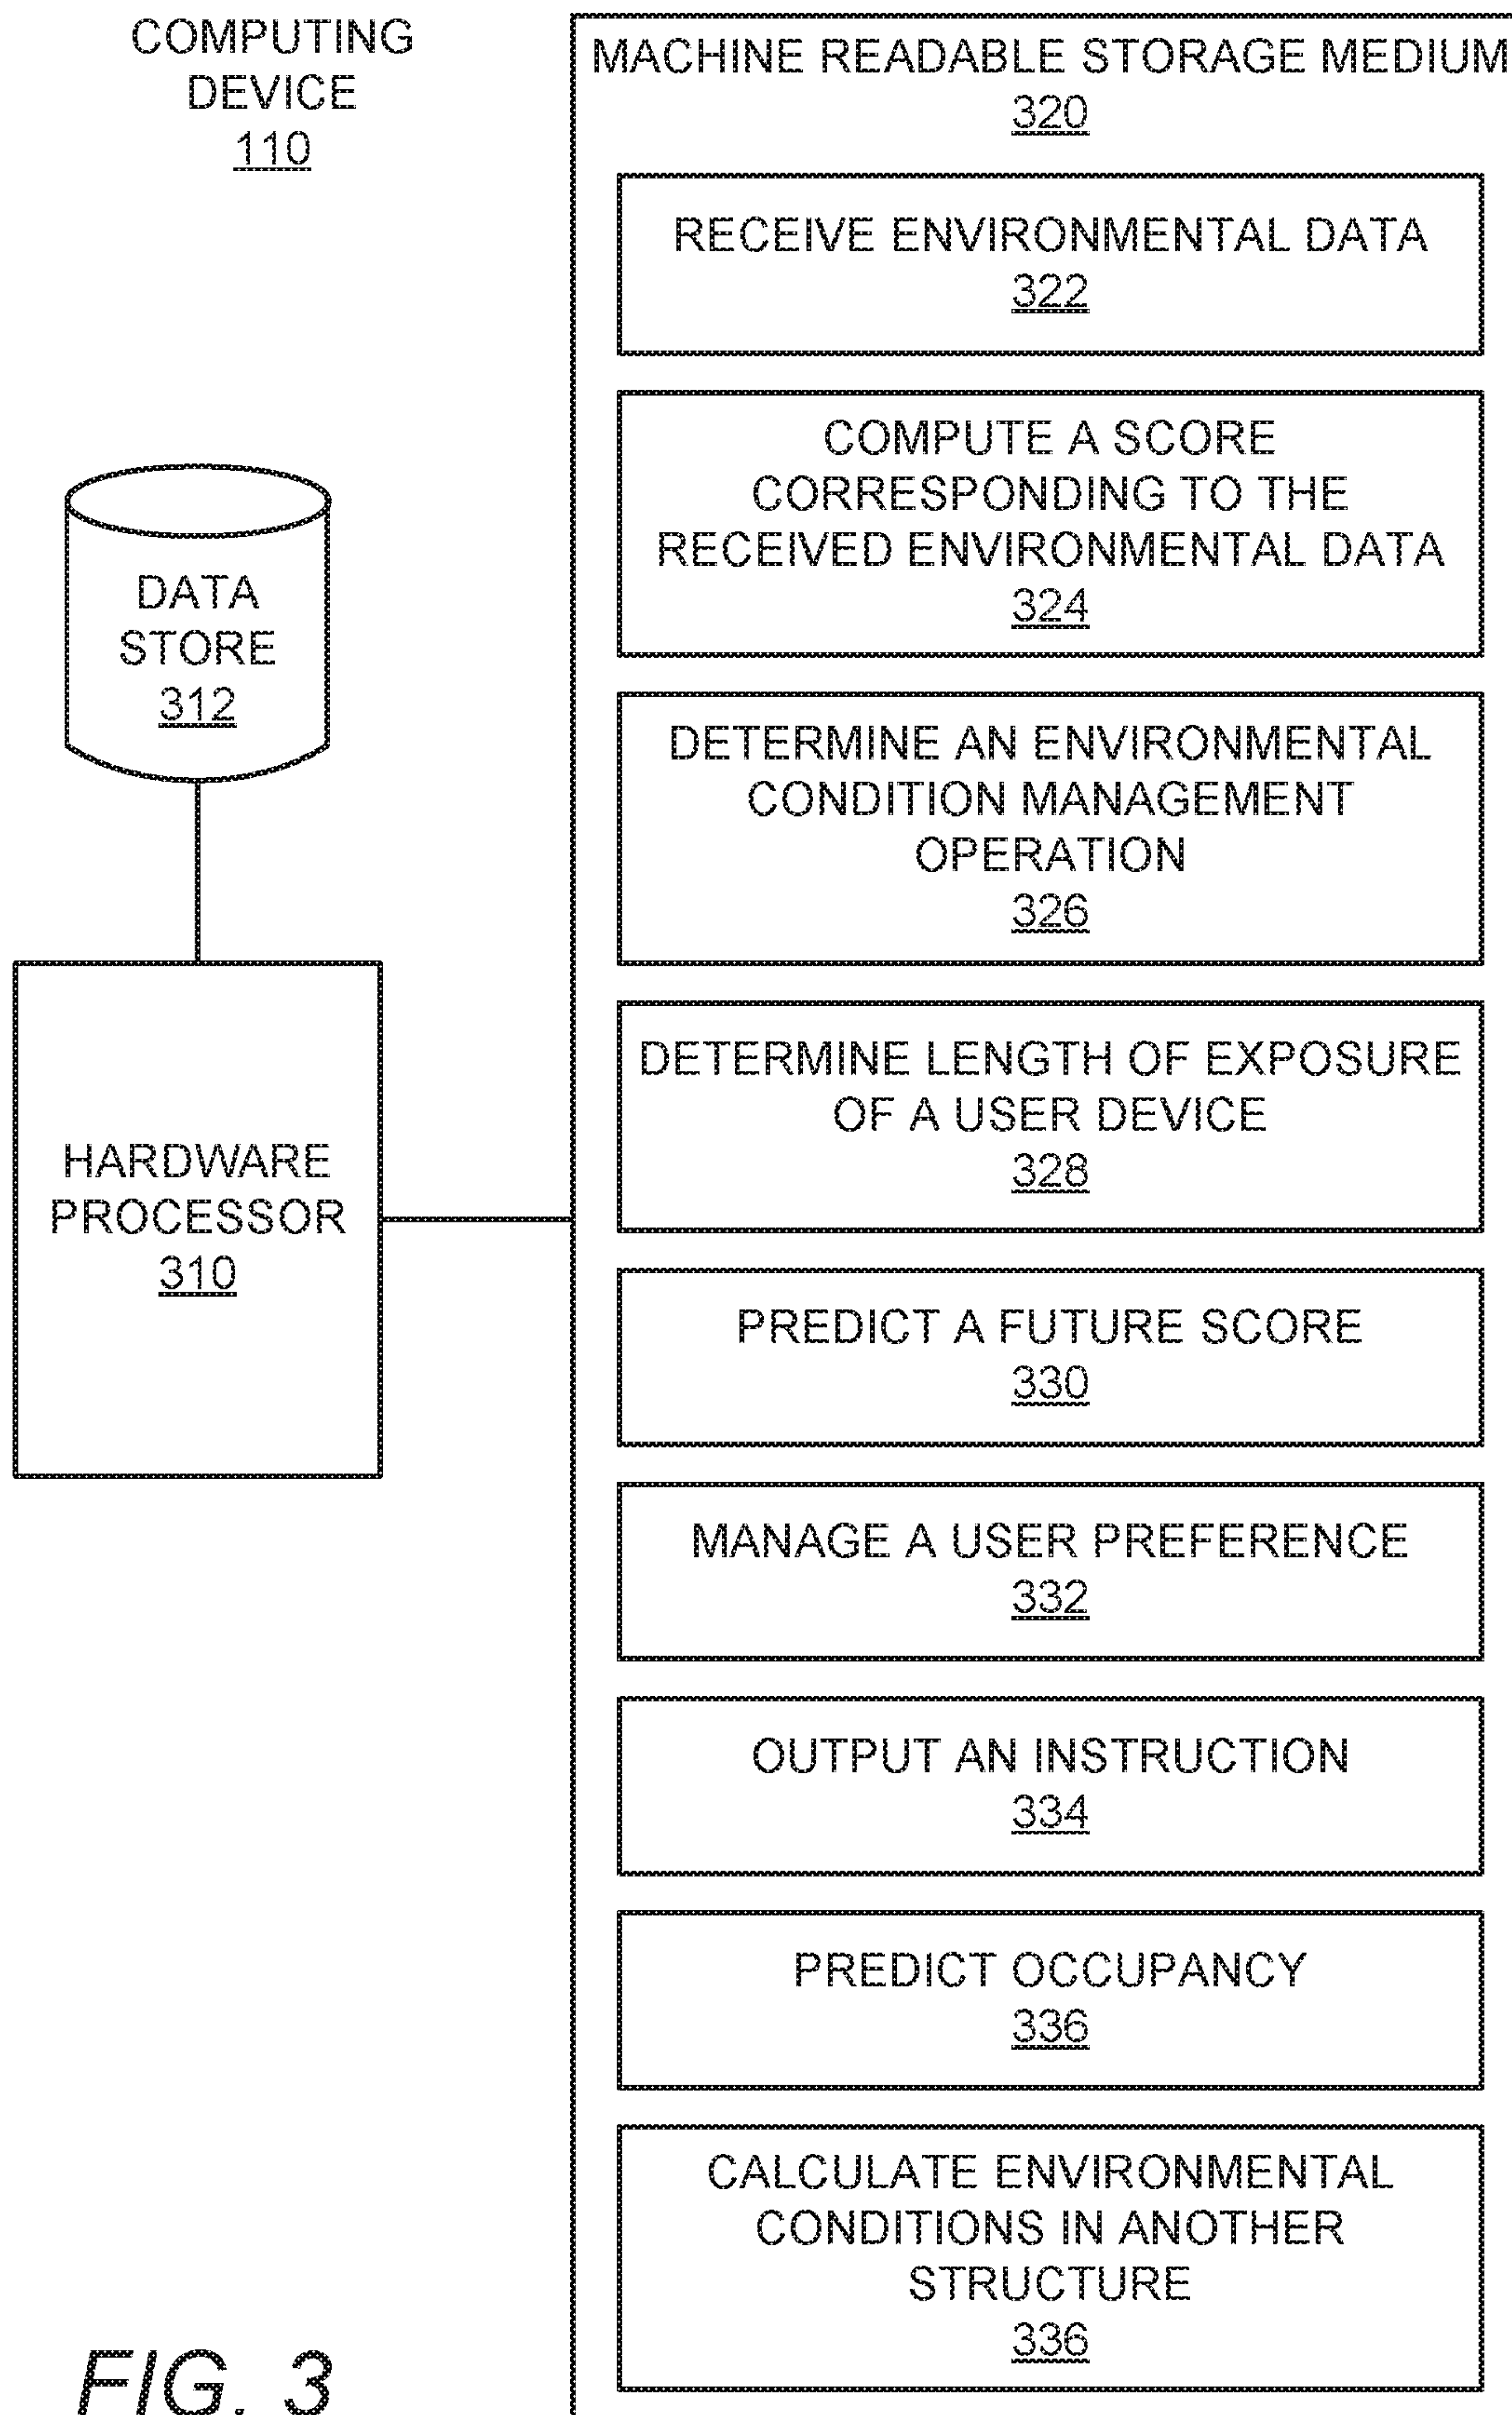 COMPUTING
DEVICE
110
MACHINE READABLE STORAGE MEDIUM
320
RECEIVE ENVIRONMENTAL DATA
322
COMPUTE A SCORE
CORRESPONDING TO THE
RECEIVED ENVIRONMENTAL DATA
324
DATA
STORE
312
DETERMINE AN ENVIRONMENTAL
CONDITION MANAGEMENT
OPERATION
326
DETERMINE LENGTH OF EXPOSURE
OF A USER DEVICE
328
HARDWARE
PROCESSOR
310
PREDICT A FUTURE SCORE
330
MANAGE A USER PREFERENCE
332
OUTPUT AN INSTRUCTION
334
PREDICT OCCUPANCY
336
CALCULATE ENVIRONMENTAL
CONDITIONS IN ANOTHER
STRUCTURE
336
FIG. 3